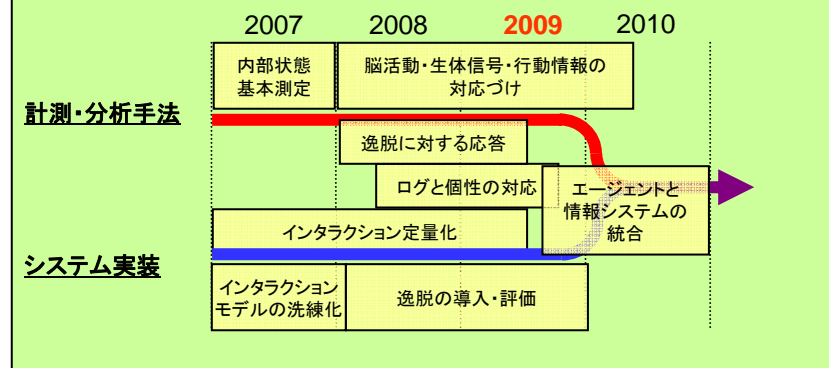 2007 2008 2009 2010
内部状態
基本測定
脳活動・生体信号・行動情報の
対応づけ
計測・分析手法
逸脱に対する応答
ログと個性の対応
エージェントと
情報システムの
統合
インタラクション定量化
システム実装
インタラクション
モデルの洗練化
逸脱の導入・評価